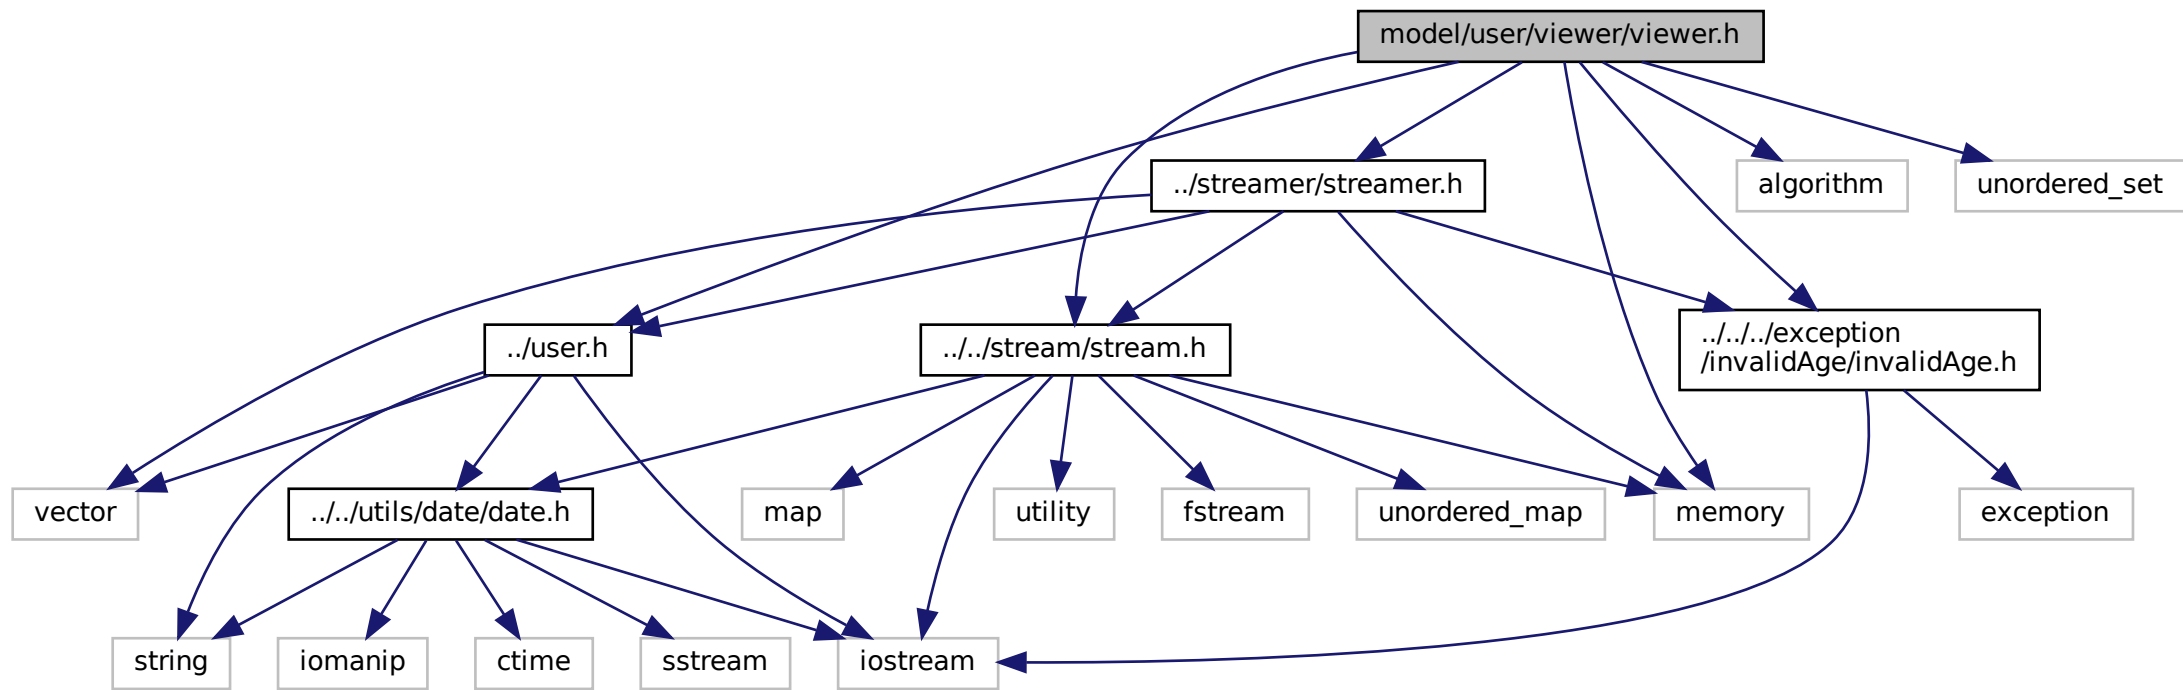 model/user/viewer/viewer.h
../streamer/streamer.h
algorithm
unordered_set
../user.h
../../stream/stream.h
../../../exception
/invalidAge/invalidAge.h
vector
../../utils/date/date.h
map
utility
fstream
unordered_map
memory
exception
string
iomanip
ctime
sstream
iostream